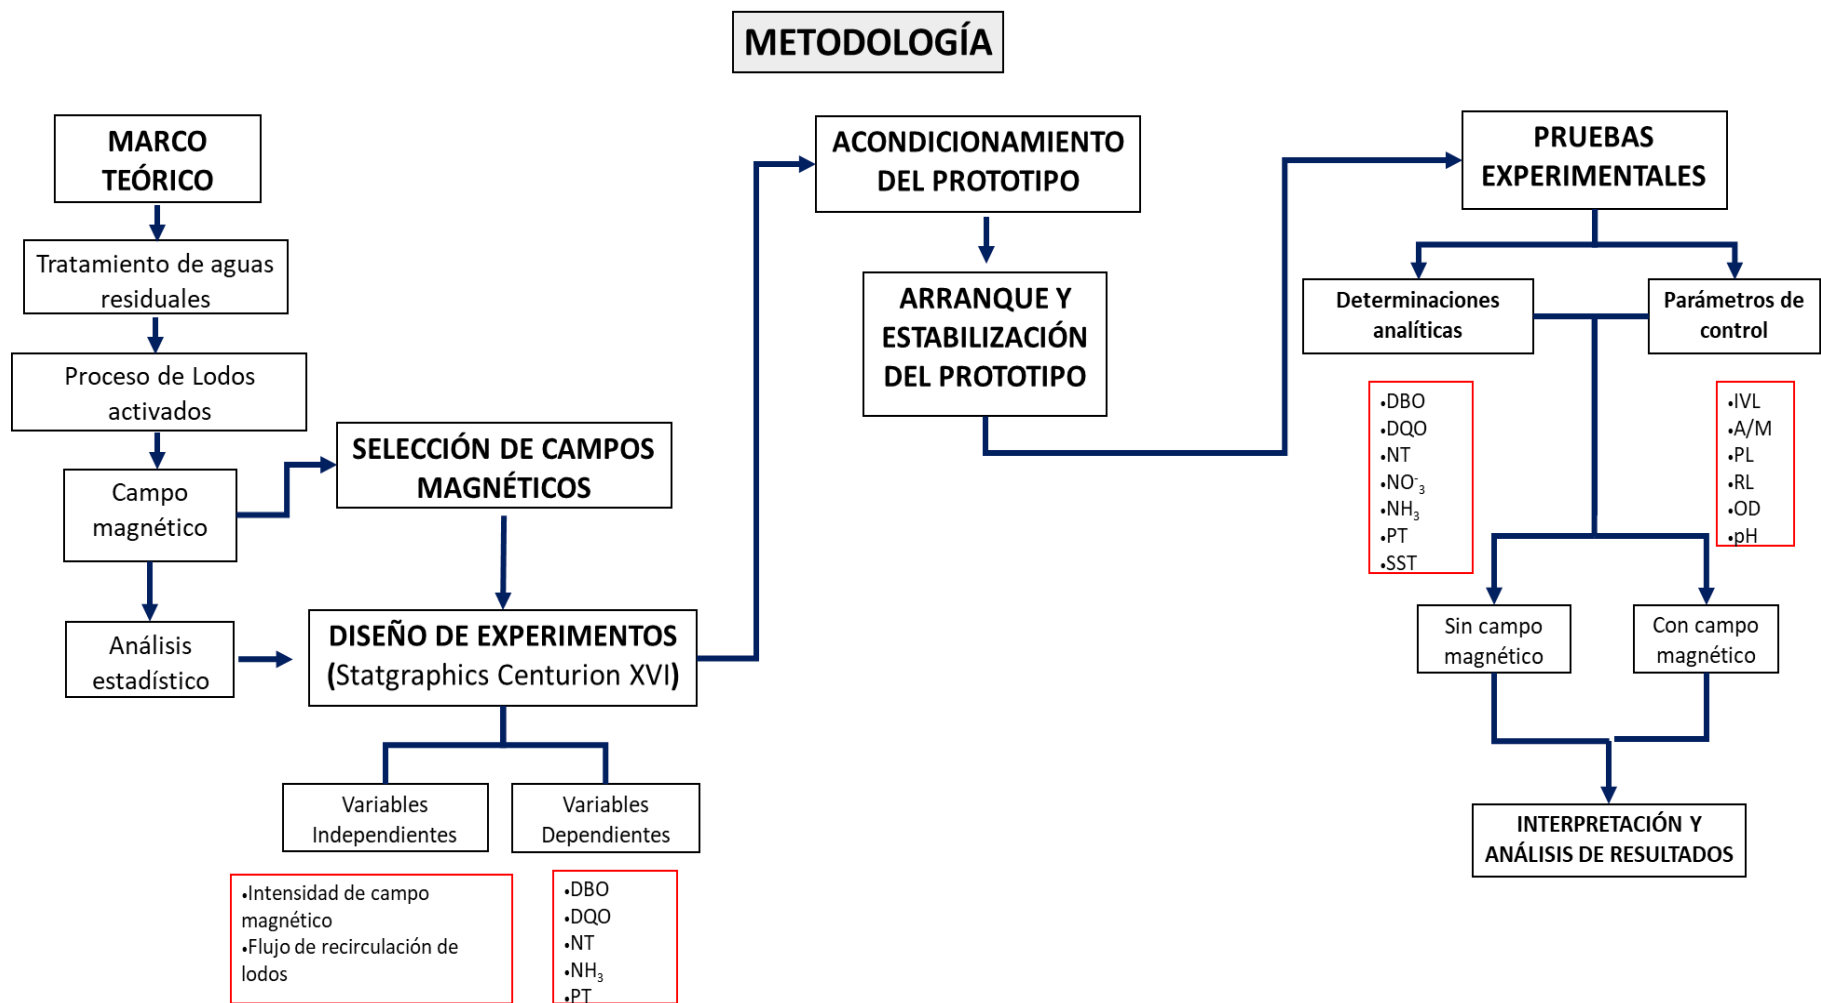 METODOLOGÍA
MARCO
TEÓRICO
Tratamiento de aguas
residuales
Proceso de Lodos
activados
Campo
magnético
Análisis
estadístico
SELECCIÓN DE CAMPOS
MAGNÉTICOS
DISEÑO DE EXPERIMENTOS
(Statgraphics Centurion XVI)
Variables
Independientes
•Intensidad de campo
magnético
•Flujo de recirculación de
lodos
Variables
Dependientes
•DBO
•DQO
•NT
•NH₃
•PT
ACONDICIONAMIENTO
DEL PROTOTIPO
ARRANQUE Y
ESTABILIZACIÓN
DEL PROTOTIPO
PRUEBAS
EXPERIMENTALES
Determinaciones
analíticas
•DBO
•DQO
•NT
•NO⁻₃
•NH₃
•PT
•SST
Parámetros de
control
•IVL
•A/M
•PL
•RL
•OD
•pH
Sin campo
magnético
Con campo
magnético
INTERPRETACIÓN Y
ANÁLISIS DE RESULTADOS